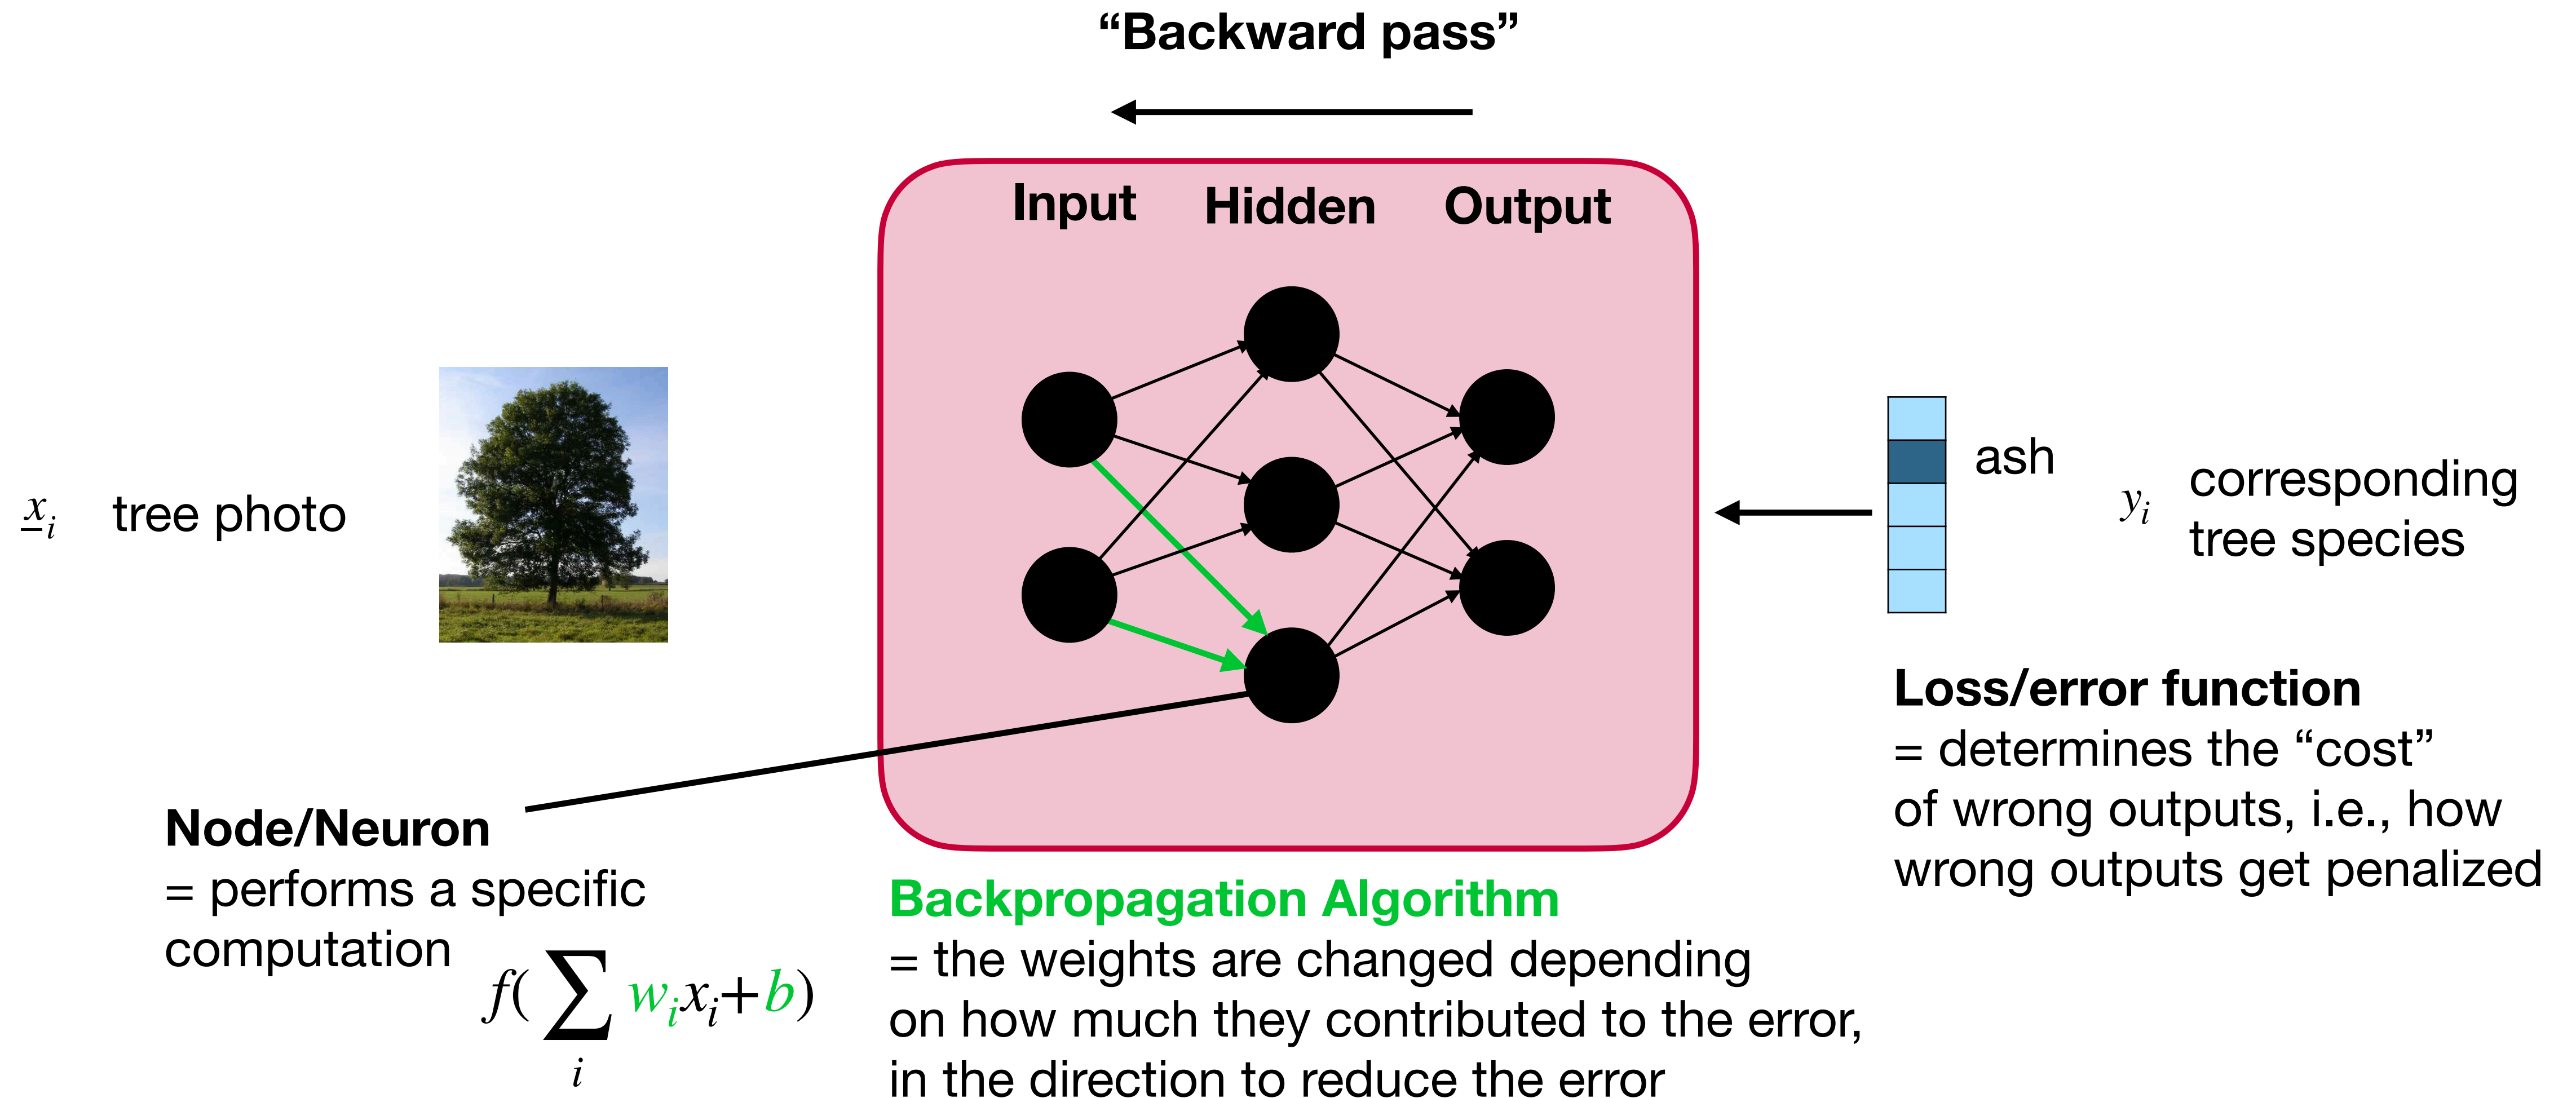 “Backward pass”
Input Hidden Output
x_i tree photo
ash
y_i corresponding
tree species
Loss/error function
= determines the “cost”
of wrong outputs, i.e., how
wrong outputs get penalized
Node/Neuron
= performs a specific
computation
f( ∑ w_i x_i + b)
i
Backpropagation Algorithm
= the weights are changed depending
on how much they contributed to the error,
in the direction to reduce the error